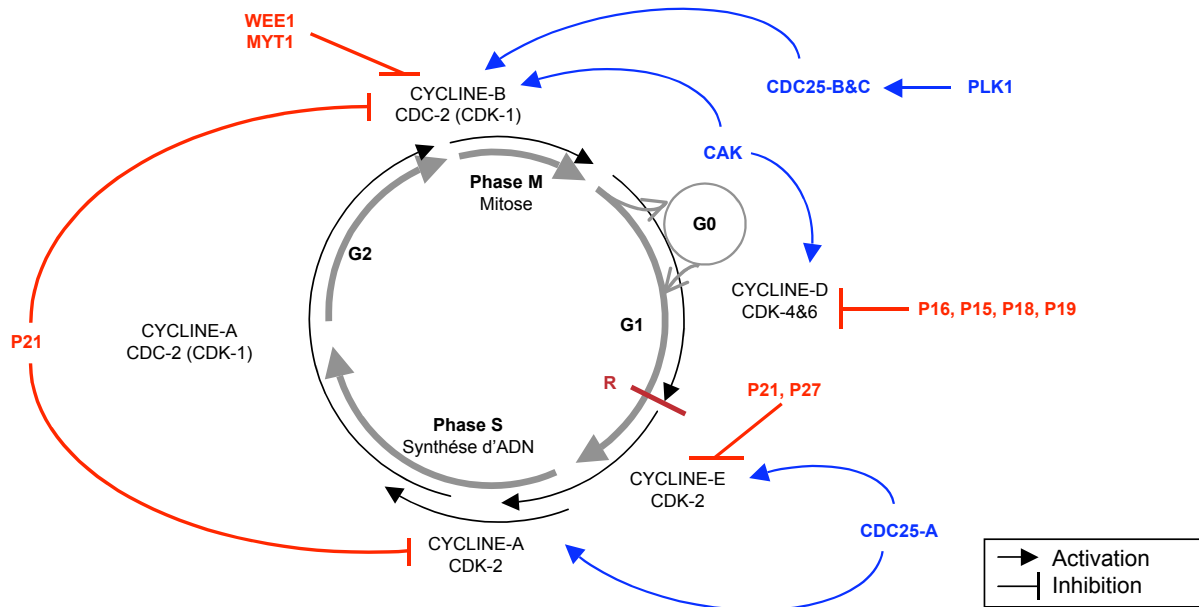 WEE1
MYT1
CYCLINE-B
CDC-2 (CDK-1)
CDC25-B&C
PLK1
CAK
Phase M
Mitose
G0
G2
CYCLINE-D
CDK-4&6
P16, P15, P18, P19
G1
P21
CYCLINE-A
CDC-2 (CDK-1)
R
P21, P27
Phase S
Synthése d'ADN
CYCLINE-E
CDK-2
CDC25-A
CYCLINE-A
CDK-2
Activation
Inhibition